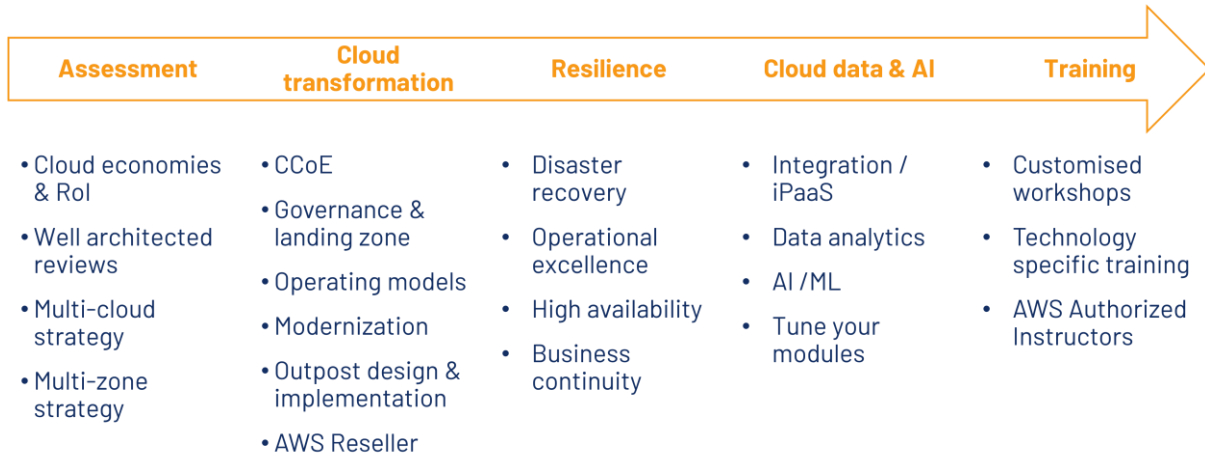 Assessment
Cloud
transformation
Resilience
Cloud data & AI
Training
• Cloud economies
& RoI
• Well architected
reviews
• Multi-cloud
strategy
• Multi-zone
strategy
• CCoE
• Governance &
landing zone
• Operating models
• Modernization
• Outpost design &
implementation
• AWS Reseller
• Disaster
recovery
• Operational
excellence
• High availability
• Business
continuity
• Integration /
iPaaS
• Data analytics
• AI /ML
• Tune your
modules
• Customised
workshops
• Technology
specific training
• AWS Authorized
Instructors